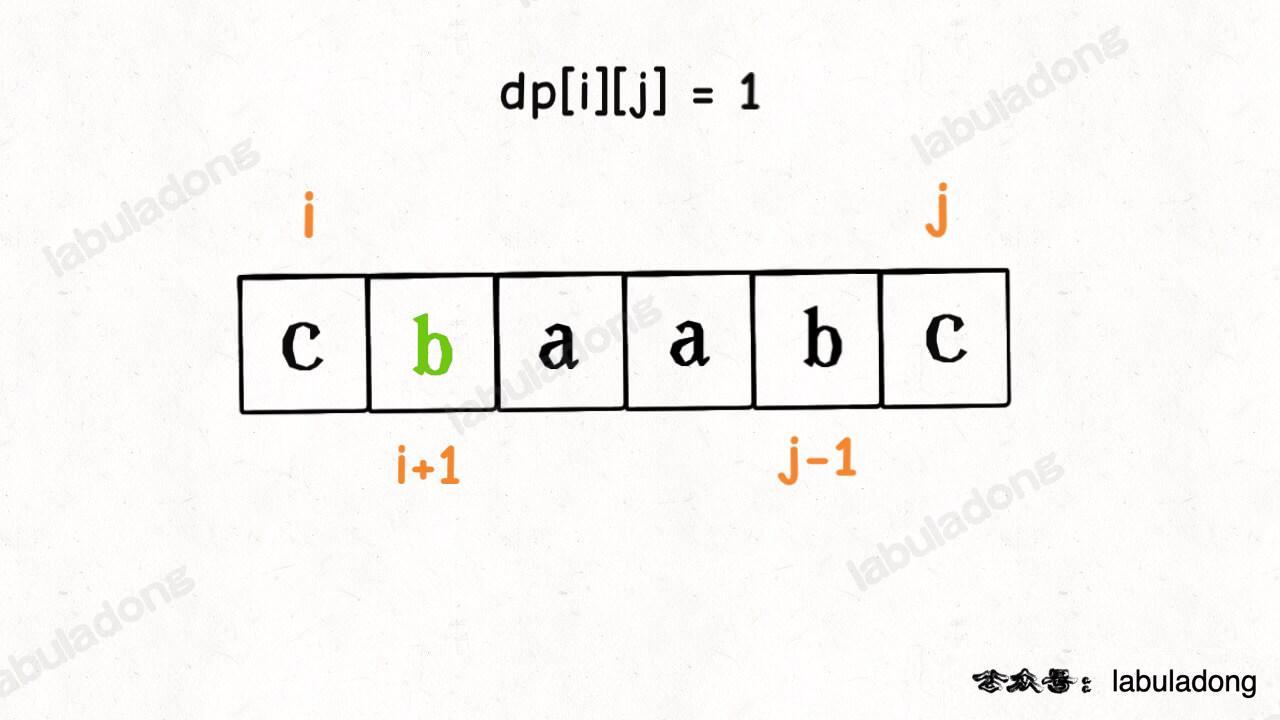 dp[i][j] = 1
i j
c b a a b c
i+1 j-1
公众号：labuladong
labuladong
labuladong
labuladong
labuladong
labuladong